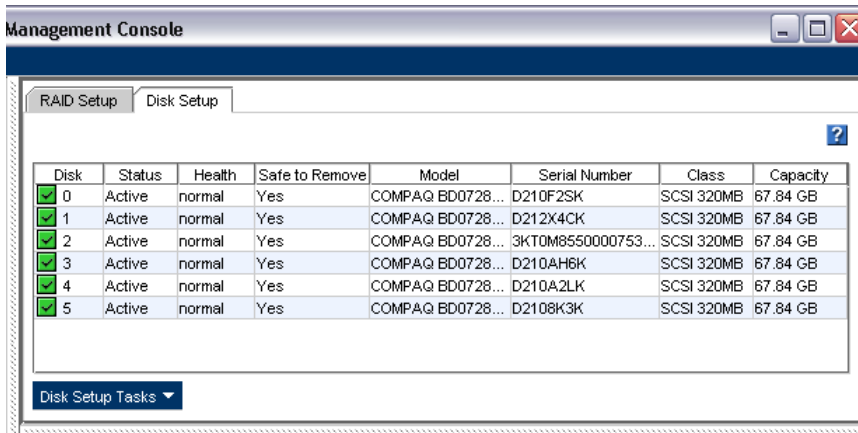 Management Console
RAID Setup Disk Setup
?
Disk Status Health Safe to Remove Model Serial Number Class Capacity
0 Active normal Yes COMPAQ BD0728... D210F2SK SCSI 320MB 67.84 GB
1 Active normal Yes COMPAQ BD0728... D212X4CK SCSI 320MB 67.84 GB
2 Active normal Yes COMPAQ BD0728... 3KT0M8550000753... SCSI 320MB 67.84 GB
3 Active normal Yes COMPAQ BD0728... D210AH6K SCSI 320MB 67.84 GB
4 Active normal Yes COMPAQ BD0728... D210A2LK SCSI 320MB 67.84 GB
5 Active normal Yes COMPAQ BD0728... D2108K3K SCSI 320MB 67.84 GB
Disk Setup Tasks